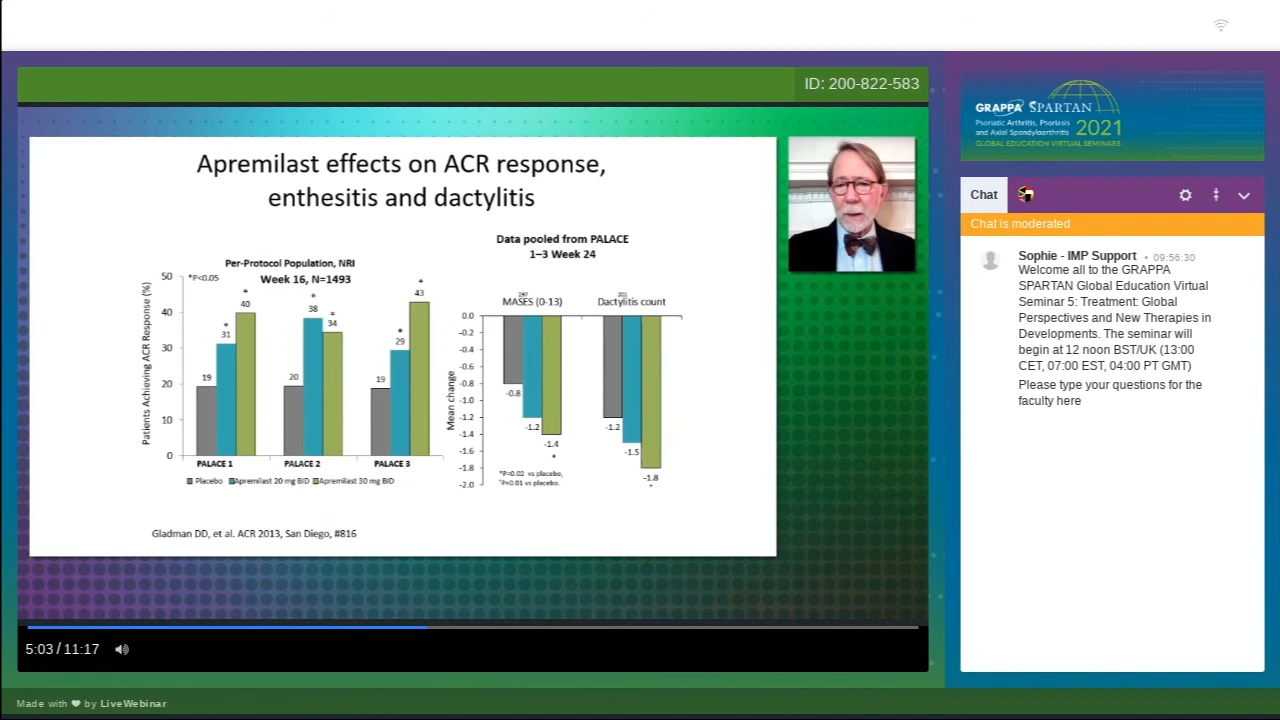 ID: 200-822-583
Apremilast effects on ACR response,
enthesitis and dactylitis
Per-Protocol Population, NRI
Week 16, N=1493
*P<0.05
Patients Achieving ACR Response (%)
50
40
30
20
10
0
19
*
31
*
40
20
*
38
*
34
19
*
29
*
43
PALACE 1
PALACE 2
PALACE 3
Placebo
Apremilast 20 mg BID
Apremilast 30 mg BID
Data pooled from PALACE
1–3 Week 24
MASES (0-13)
Dactylitis count
Mean change
0.0
-0.2
-0.4
-0.6
-0.8
-1.0
-1.2
-1.4
-1.6
-1.8
-2.0
-0.8
-1.2
-1.4
*
-1.2
-1.5
-1.8
*P=0.02 vs placebo,
P=0.01 vs placebo.
Gladman DD, et al. ACR 2013, San Diego, #816
5:03 / 11:17
Made with ❤ by LiveWebinar
GRAPPA SPARTAN
Psoriatic Arthritis, Psoriasis
and Axial Spondyloarthritis 2021
GLOBAL EDUCATION VIRTUAL SEMINARS
Chat
Chat is moderated
Sophie - IMP Support • 09:56:30
Welcome all to the GRAPPA
SPARTAN Global Education Virtual
Seminar 5: Treatment: Global
Perspectives and New Therapies in
Developments. The seminar will
begin at 12 noon BST/UK (13:00
CET, 07:00 EST, 04:00 PT GMT)
Please type your questions for the
faculty here